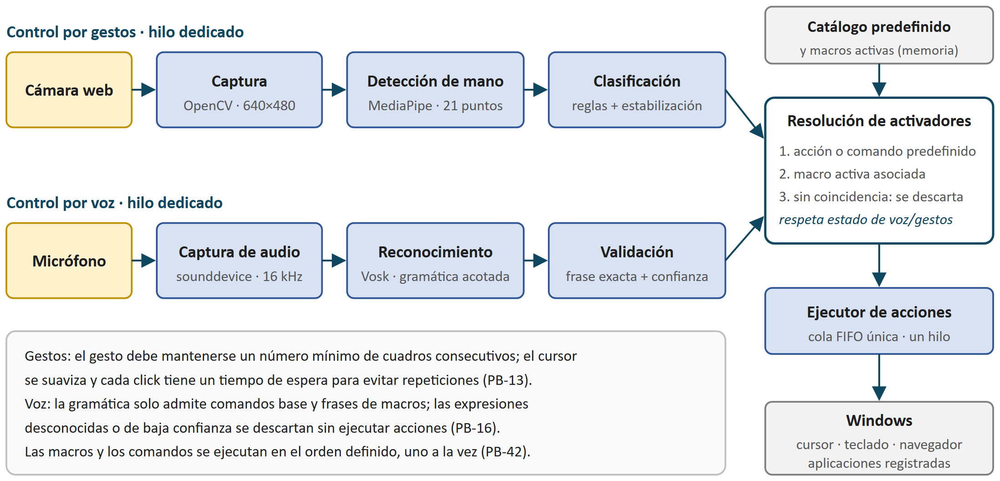 Control por gestos · hilo dedicado
Cámara web
Captura
OpenCV · 640×480
Detección de mano
MediaPipe · 21 puntos
Clasificación
reglas + estabilización
Control por voz · hilo dedicado
Micrófono
Captura de audio
sounddevice · 16 kHz
Reconocimiento
Vosk · gramática acotada
Validación
frase exacta + confianza
Catálogo predefinido
y macros activas (memoria)
Resolución de activadores
1. acción o comando predefinido
2. macro activa asociada
3. sin coincidencia: se descarta
respeta estado de voz/gestos
Ejecutor de acciones
cola FIFO única · un hilo
Windows
cursor · teclado · navegador
aplicaciones registradas
Gestos: el gesto debe mantenerse un número mínimo de cuadros consecutivos; el cursor
se suaviza y cada click tiene un tiempo de espera para evitar repeticiones (PB-13).
Voz: la gramática solo admite comandos base y frases de macros; las expresiones
desconocidas o de baja confianza se descartan sin ejecutar acciones (PB-16).
Las macros y los comandos se ejecutan en el orden definido, uno a la vez (PB-42).